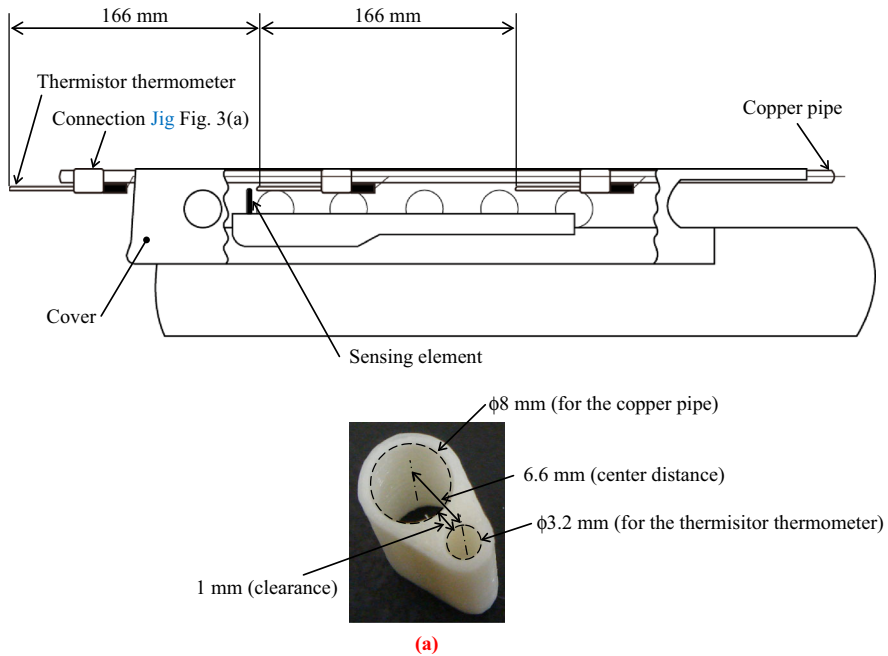 166 mm
166 mm
Thermistor thermometer
Connection Jig Fig. 3(a)
Copper pipe
Cover
Sensing element
ϕ8 mm (for the copper pipe)
6.6 mm (center distance)
ϕ3.2 mm (for the thermisitor thermometer)
1 mm (clearance)
(a)